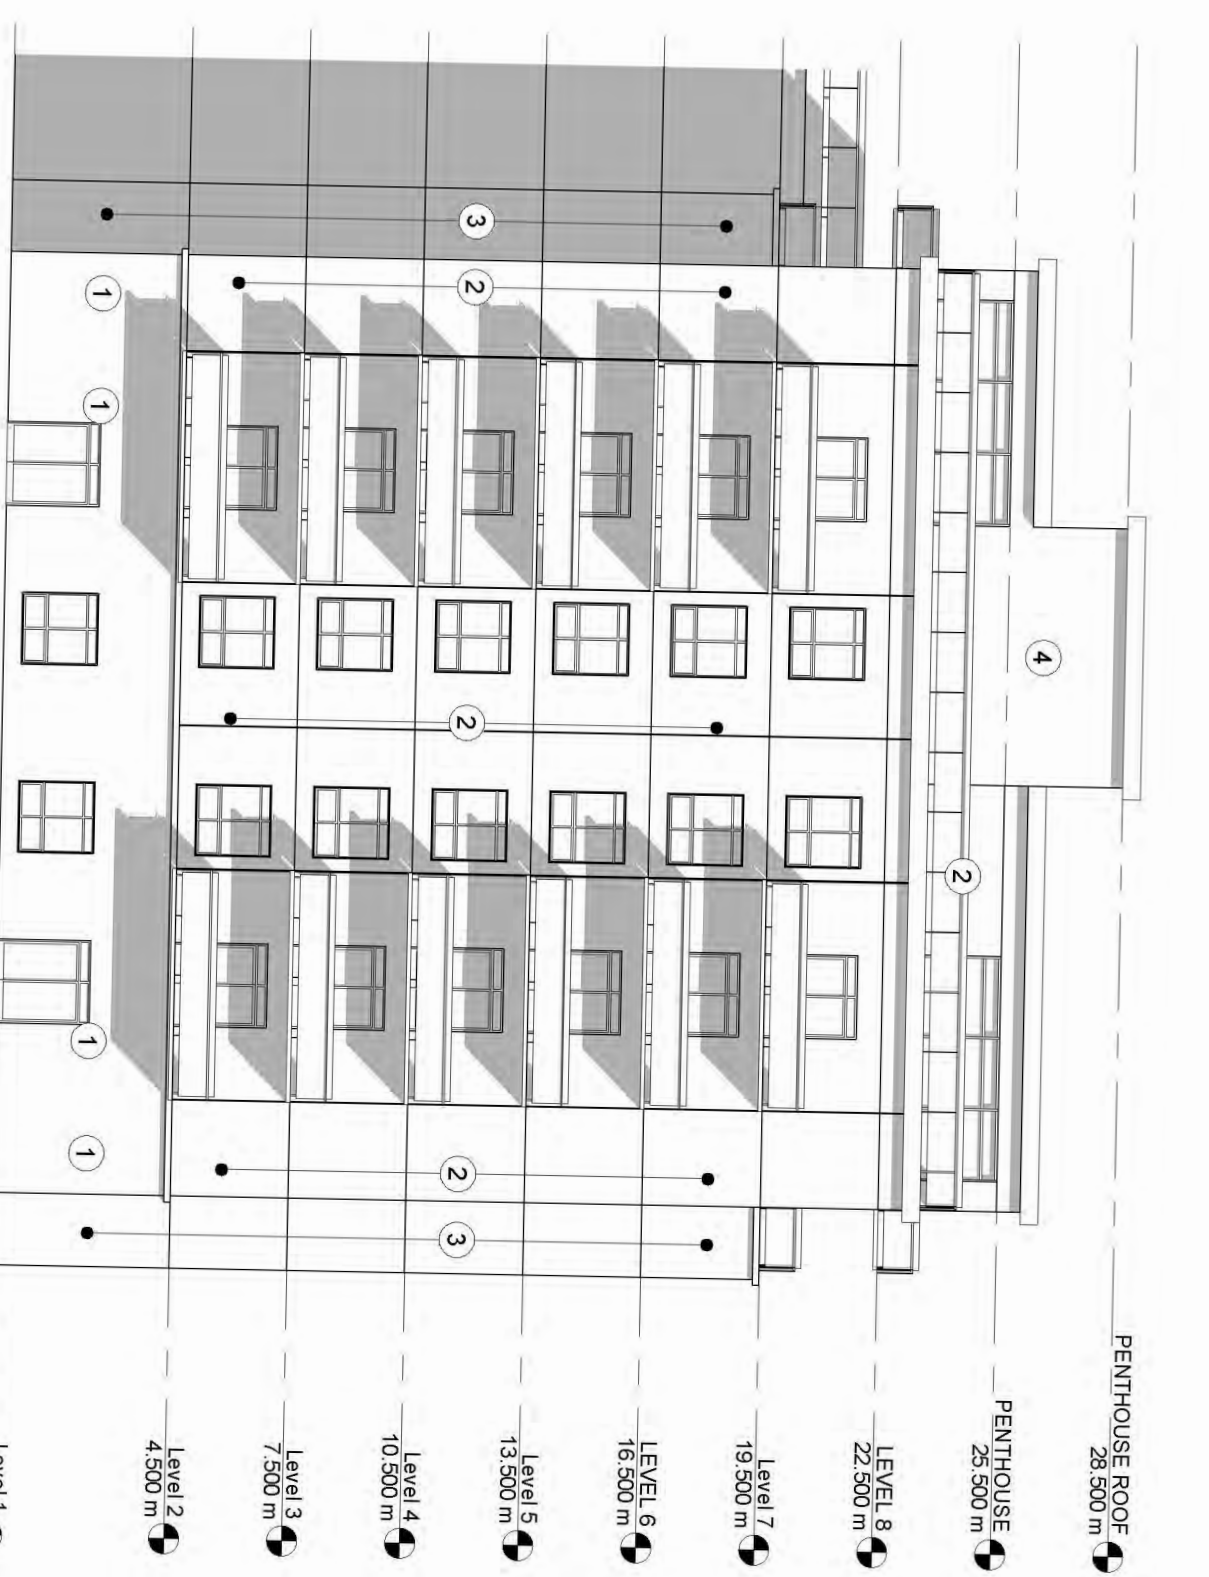 PENTHOUSE ROOF
28.500 m
4
PENTHOUSE
25.500 m
2
LEVEL 8
22.500 m
Level 7
19.500 m
LEVEL 6
16.500 m
3
2
2
2
3
Level 5
13.500 m
Level 4
10.500 m
Level 3
7.500 m
Level 2
4.500 m
1
1
1
1
Level 1